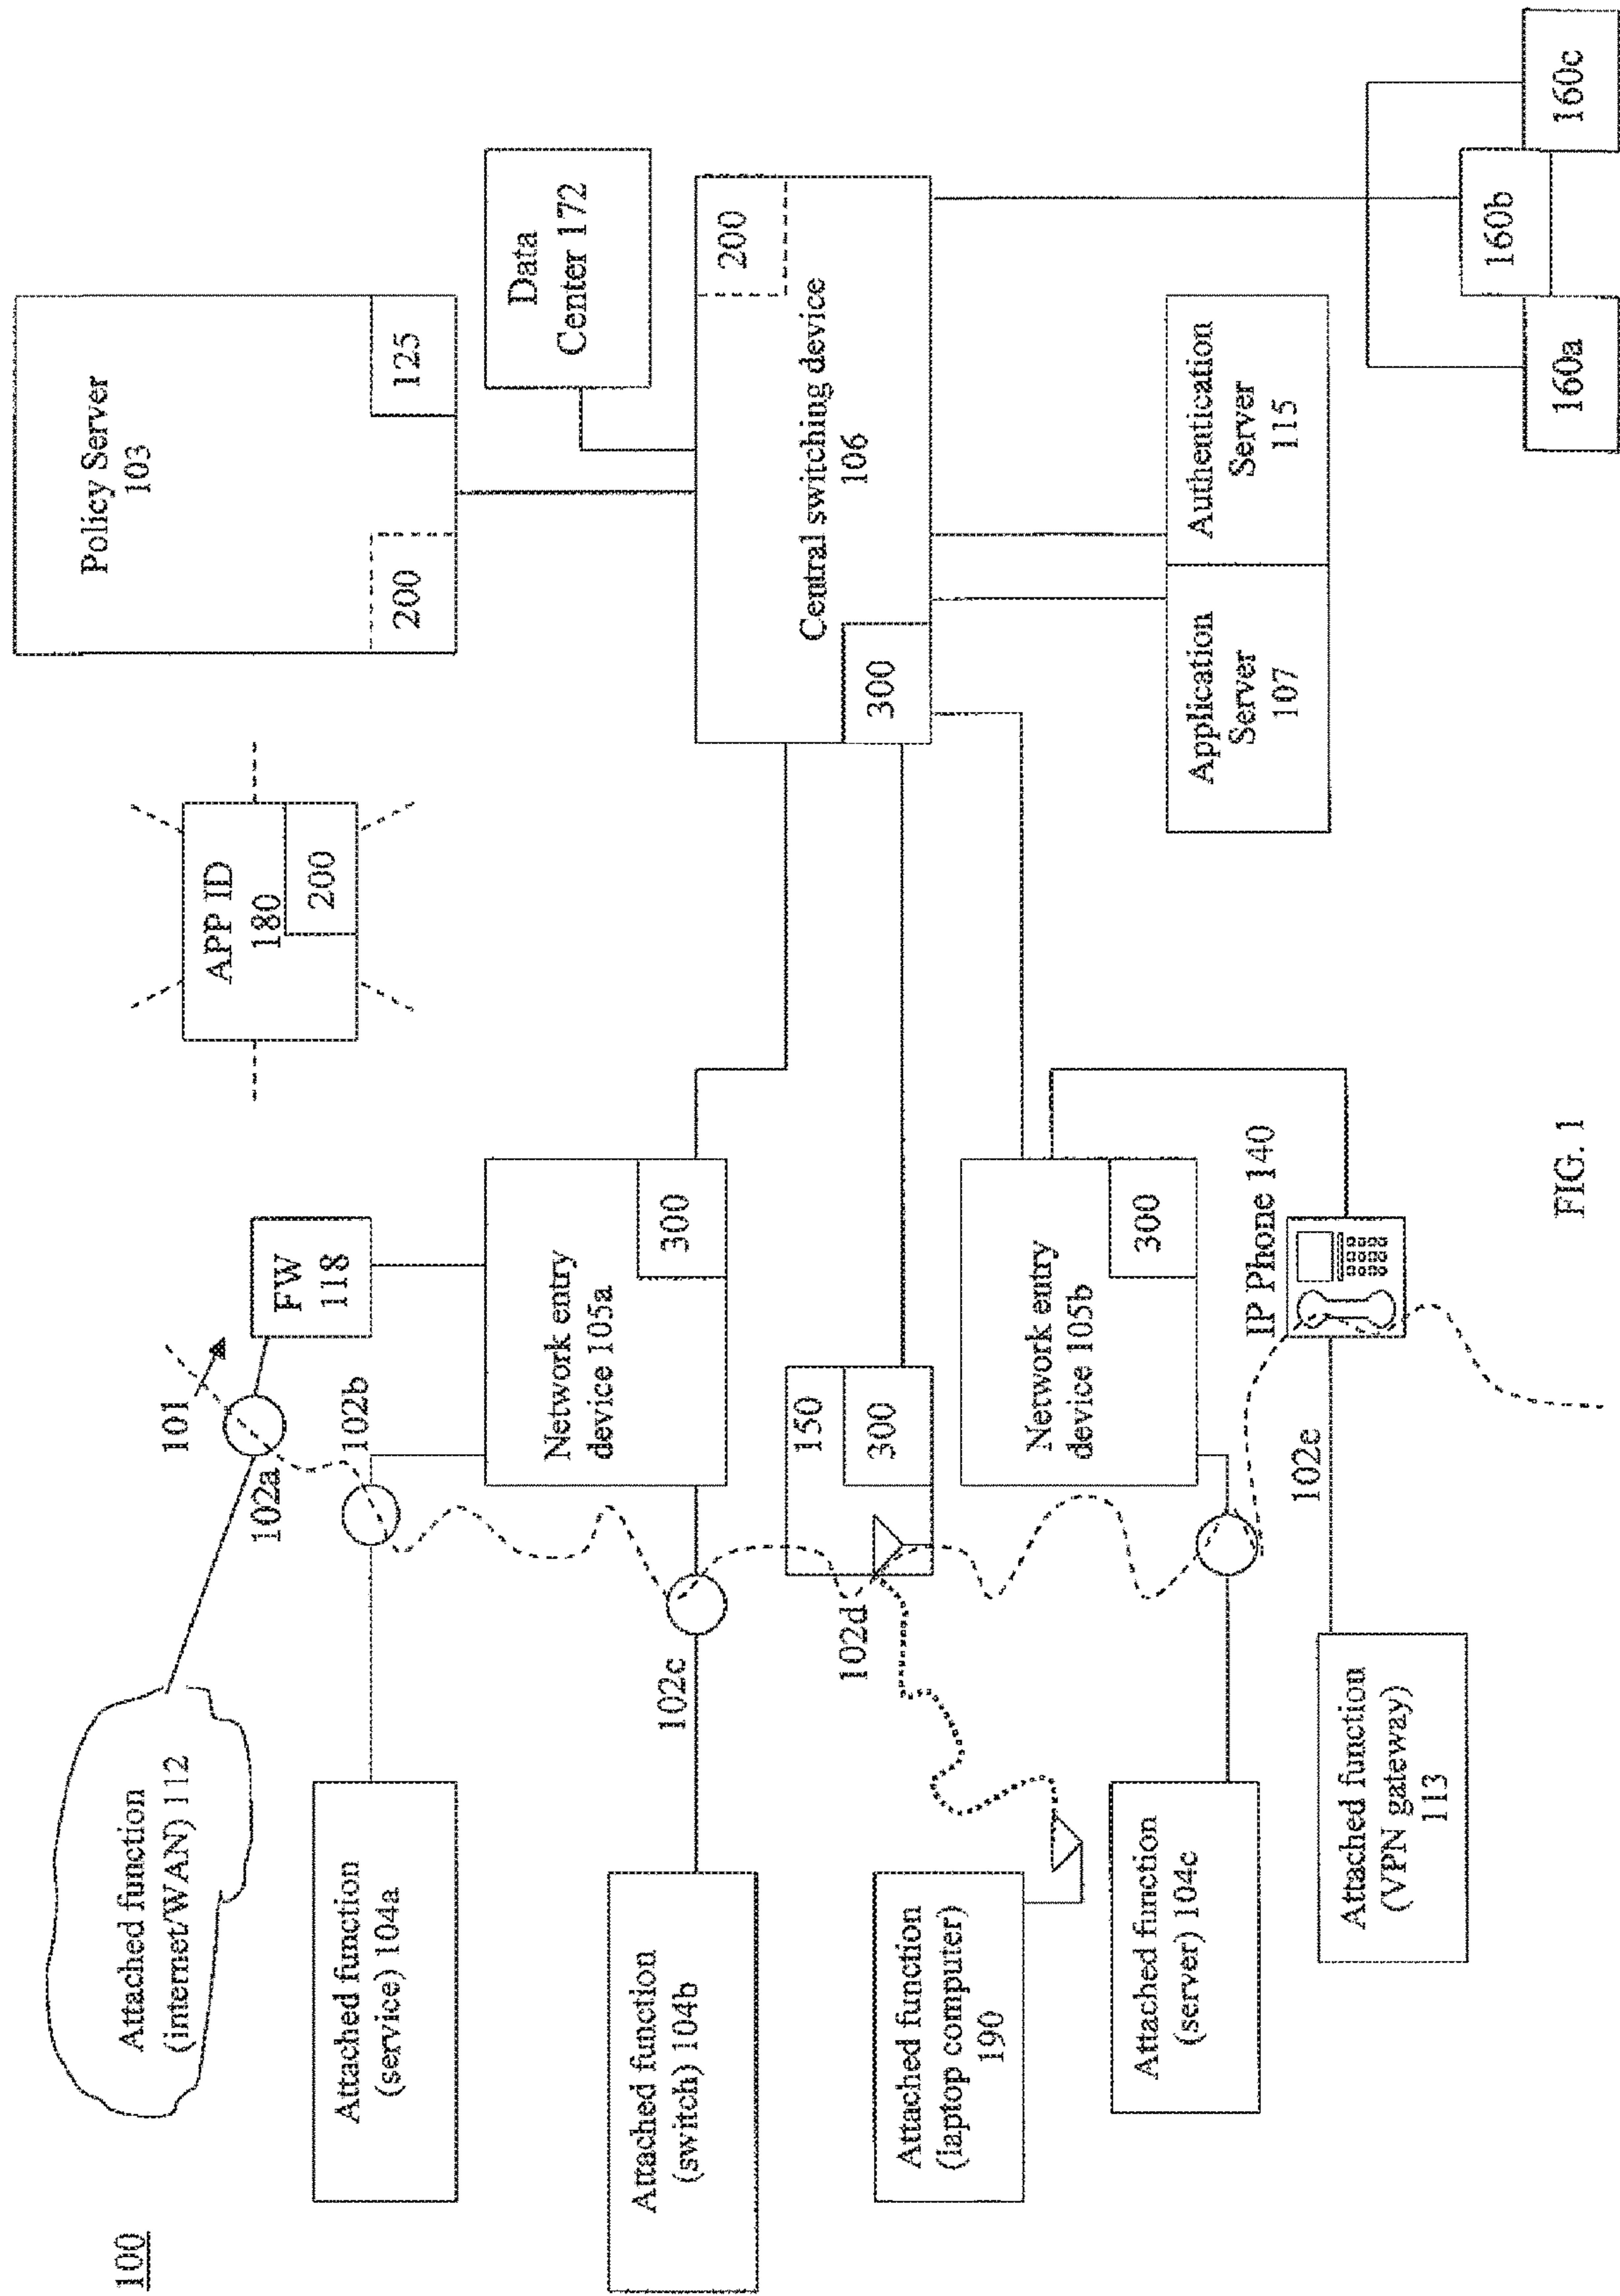 100
Attached function
(internet/WAN) 112
101
102a
FW
118
APP ID
180
200
Policy Server
103
200
125
Attached function
(service) 104a
102b
Network entry
device 105a
300
Data
Center 172
Attached function
(switch) 104b
102c
150
300
Central switching device
106
200
300
Attached function
(laptop computer)
190
102d
Network entry
device 105b
300
Application
Server
107
Authentication
Server
115
Attached function
(server) 104c
IP Phone 140
Attached function
(VPN gateway)
113
102e
160a
160b
160c
FIG. 1